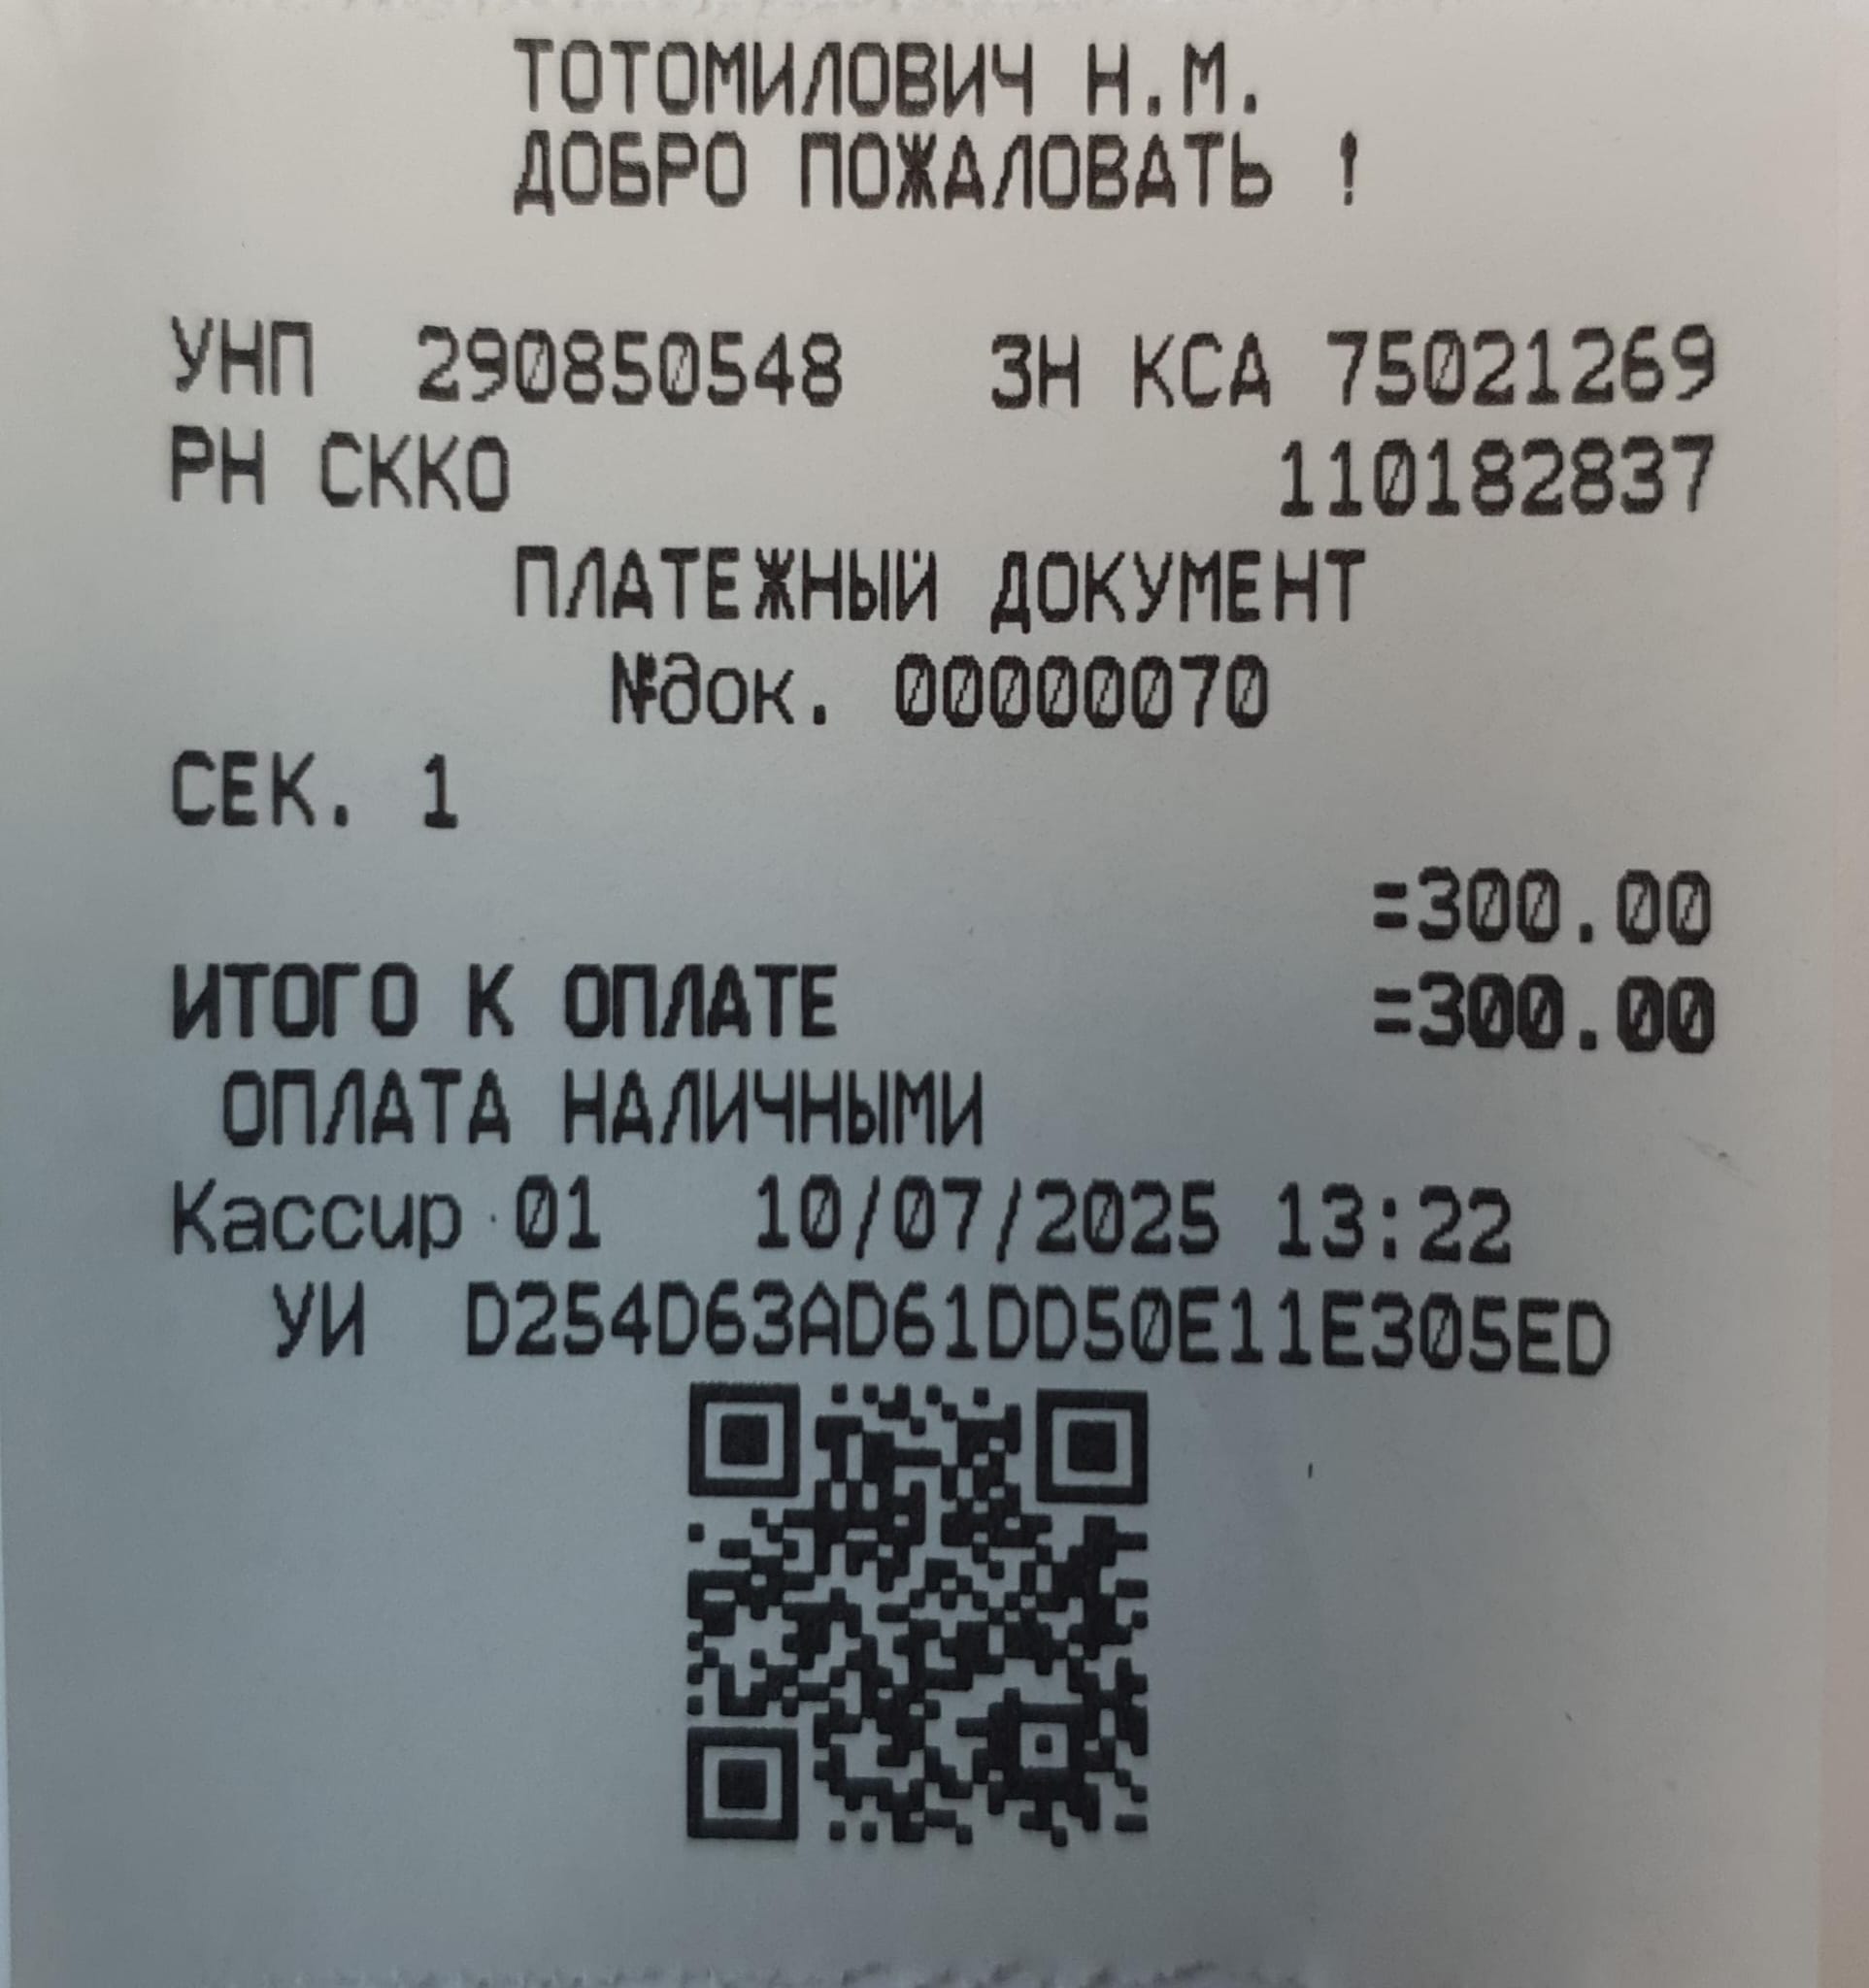 ТОТОМИЛОВИЧ Н.М.
ДОБРО ПОЖАЛОВАТЬ !
УНП 290850548 ЗН КСА 75021269
РН СККО 110182837
ПЛАТЕЖНЫЙ ДОКУМЕНТ
№док. 00000070
СЕК. 1
=300.00
ИТОГО К ОПЛАТЕ =300.00
ОПЛАТА НАЛИЧНЫМИ
Кассир 01 10/07/2025 13:22
УИ D254D63AD61DD50E11E305ED